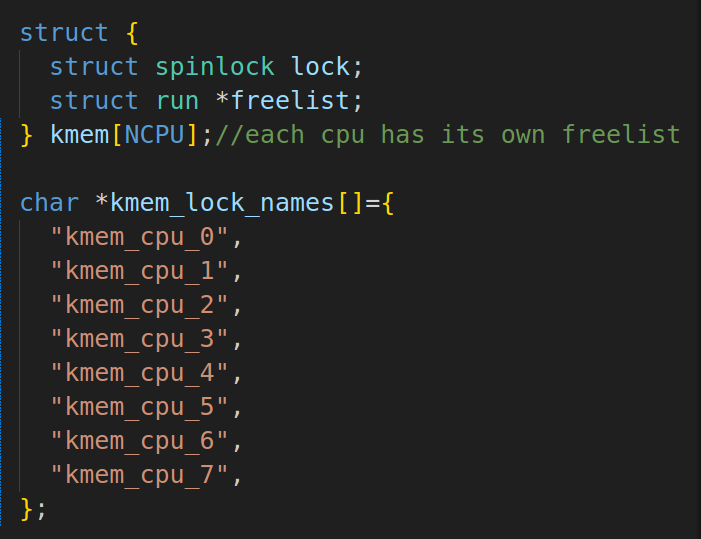 struct {
  struct spinlock lock;
  struct run *freelist;
} kmem[NCPU];//each cpu has its own freelist

char *kmem_lock_names[]={
  "kmem_cpu_0",
  "kmem_cpu_1",
  "kmem_cpu_2",
  "kmem_cpu_3",
  "kmem_cpu_4",
  "kmem_cpu_5",
  "kmem_cpu_6",
  "kmem_cpu_7",
};